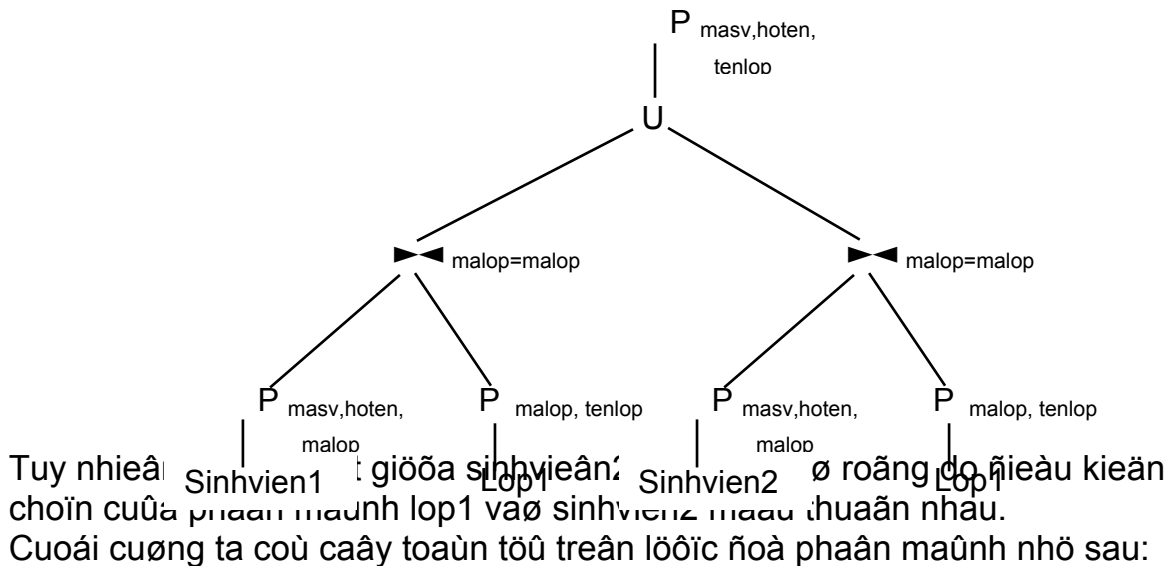 P masv,hoten,
tenlop
U
►◄ malop=malop ►◄ malop=malop
P masv,hoten, P malop, tenlop P masv,hoten, P malop, tenlop
malop malop
Sinhvien1 Lop1 Sinhvien2 Lop1
Tuy t giöõa sinhvieân2 ø roãng do ñieàu kieän
choïn cuûa phaân maûnh lop1 vaø sinhvien2 maâu thuaãn nhau.
Cuoái cuøng ta coù caây toaùn töû treân löôïc ñoà phaân maûnh nhö sau: